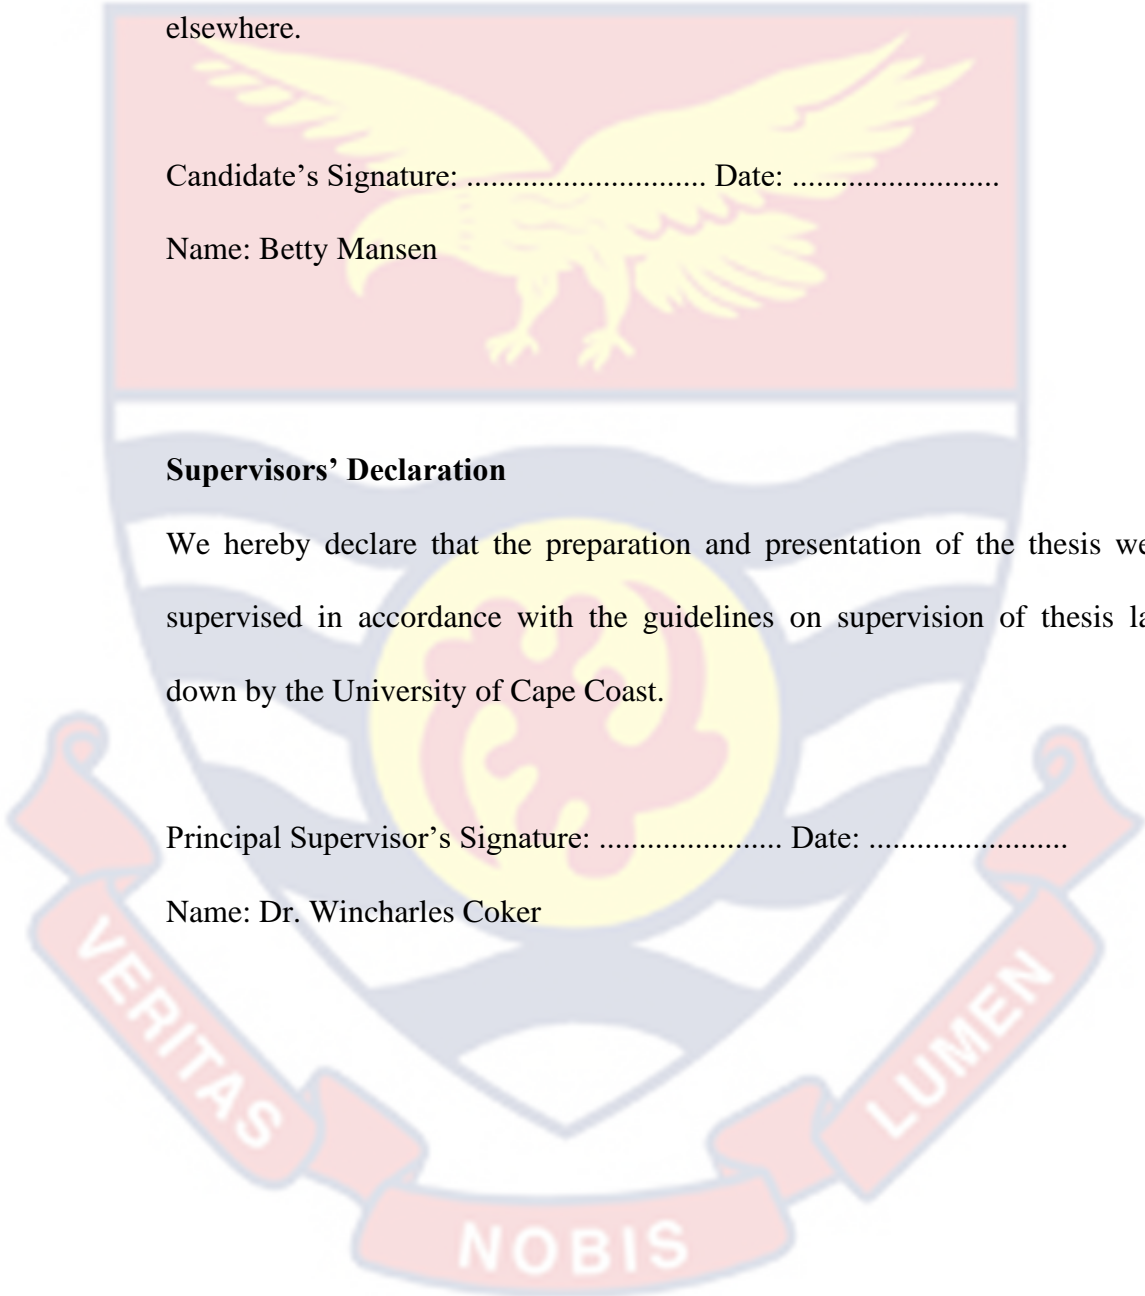 elsewhere.
Candidate’s Signature: .............................. Date: ..........................
Name: Betty Mansen
Supervisors’ Declaration
We hereby declare that the preparation and presentation of the thesis we
supervised in accordance with the guidelines on supervision of thesis la
down by the University of Cape Coast.
Principal Supervisor’s Signature: ....................... Date: .........................
Name: Dr. Wincharles Coker
VERITAS
NOBIS
LUMEN